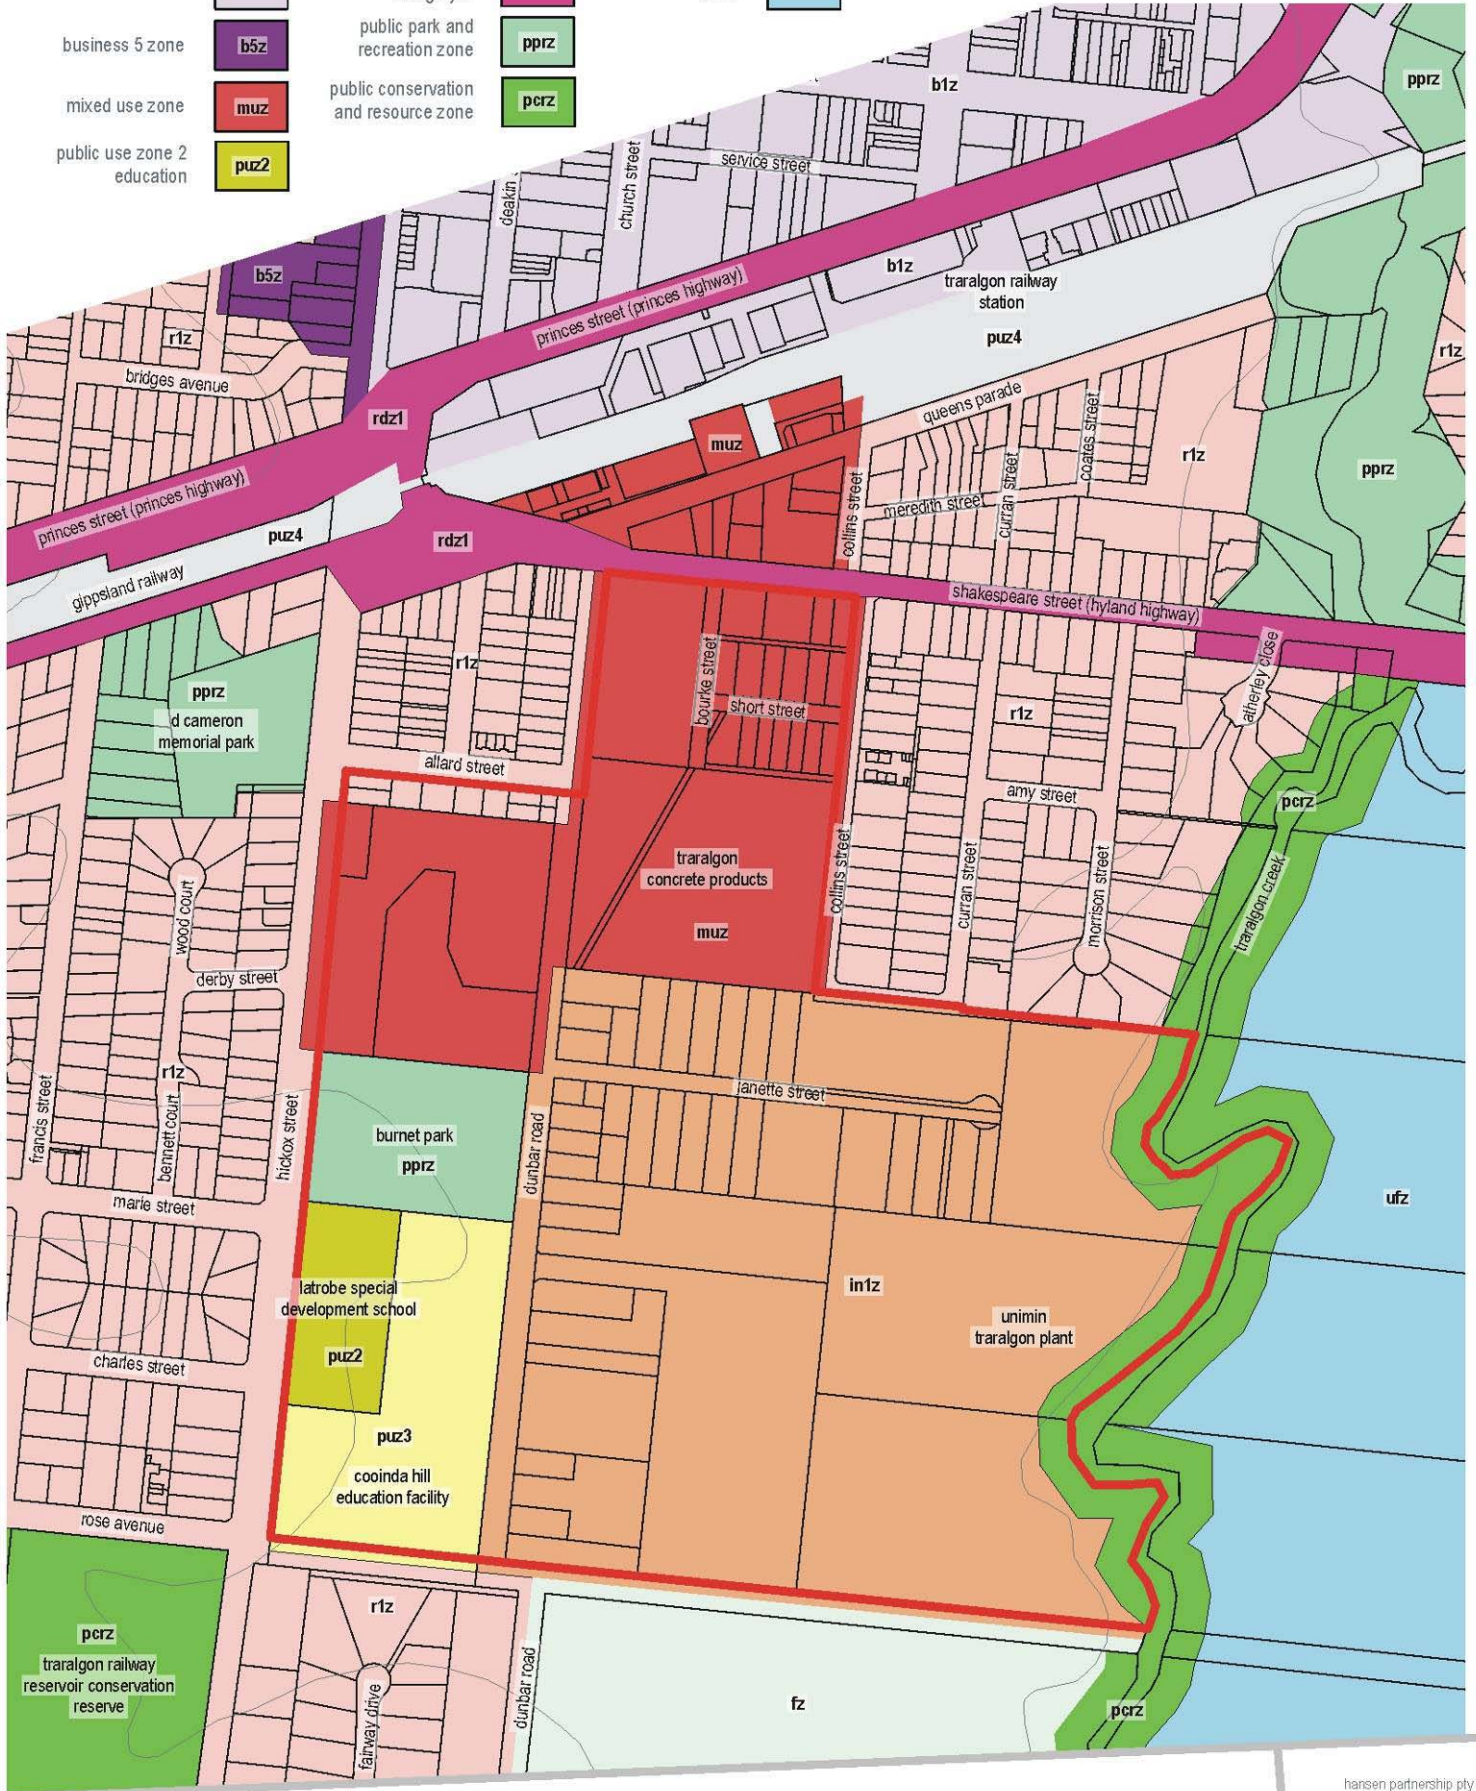 business 5 zone
b5z
public park and
recreation zone
pprz
mixed use zone
muz
public conservation
and resource zone
pcrz
public use zone 2
education
puz2
b1z
pprz
service street
church street
deakin
b5z
b1z
traralgon railway
station
puz4
princes street (princes highway)
r1z
r1z
bridges avenue
rdz1
queens parade
coates street
muz
r1z
pprz
curran street
collins street
meredith street
princes street (princes highway)
puz4
rdz1
gippsland railway
shakespeare street (hyland highway)
r1z
bourke street
atherley close
pprz
d cameron
memorial park
short street
r1z
allard street
amy street
pcrz
traralgon
concrete products
muz
collins street
curran street
morrison street
traralgon creek
wood court
derby street
r1z
francis street
bennett court
hickox street
janette street
burnet park
pprz
dunbar road
marie street
ufz
latrobe special
development school
puz2
in1z
unimin
traralgon plant
charles street
puz3
cooinda hill
education facility
rose avenue
r1z
pcrz
traralgon railway
reservoir conservation
reserve
fairway drive
dunbar road
fz
pcrz
hansen partnership pty